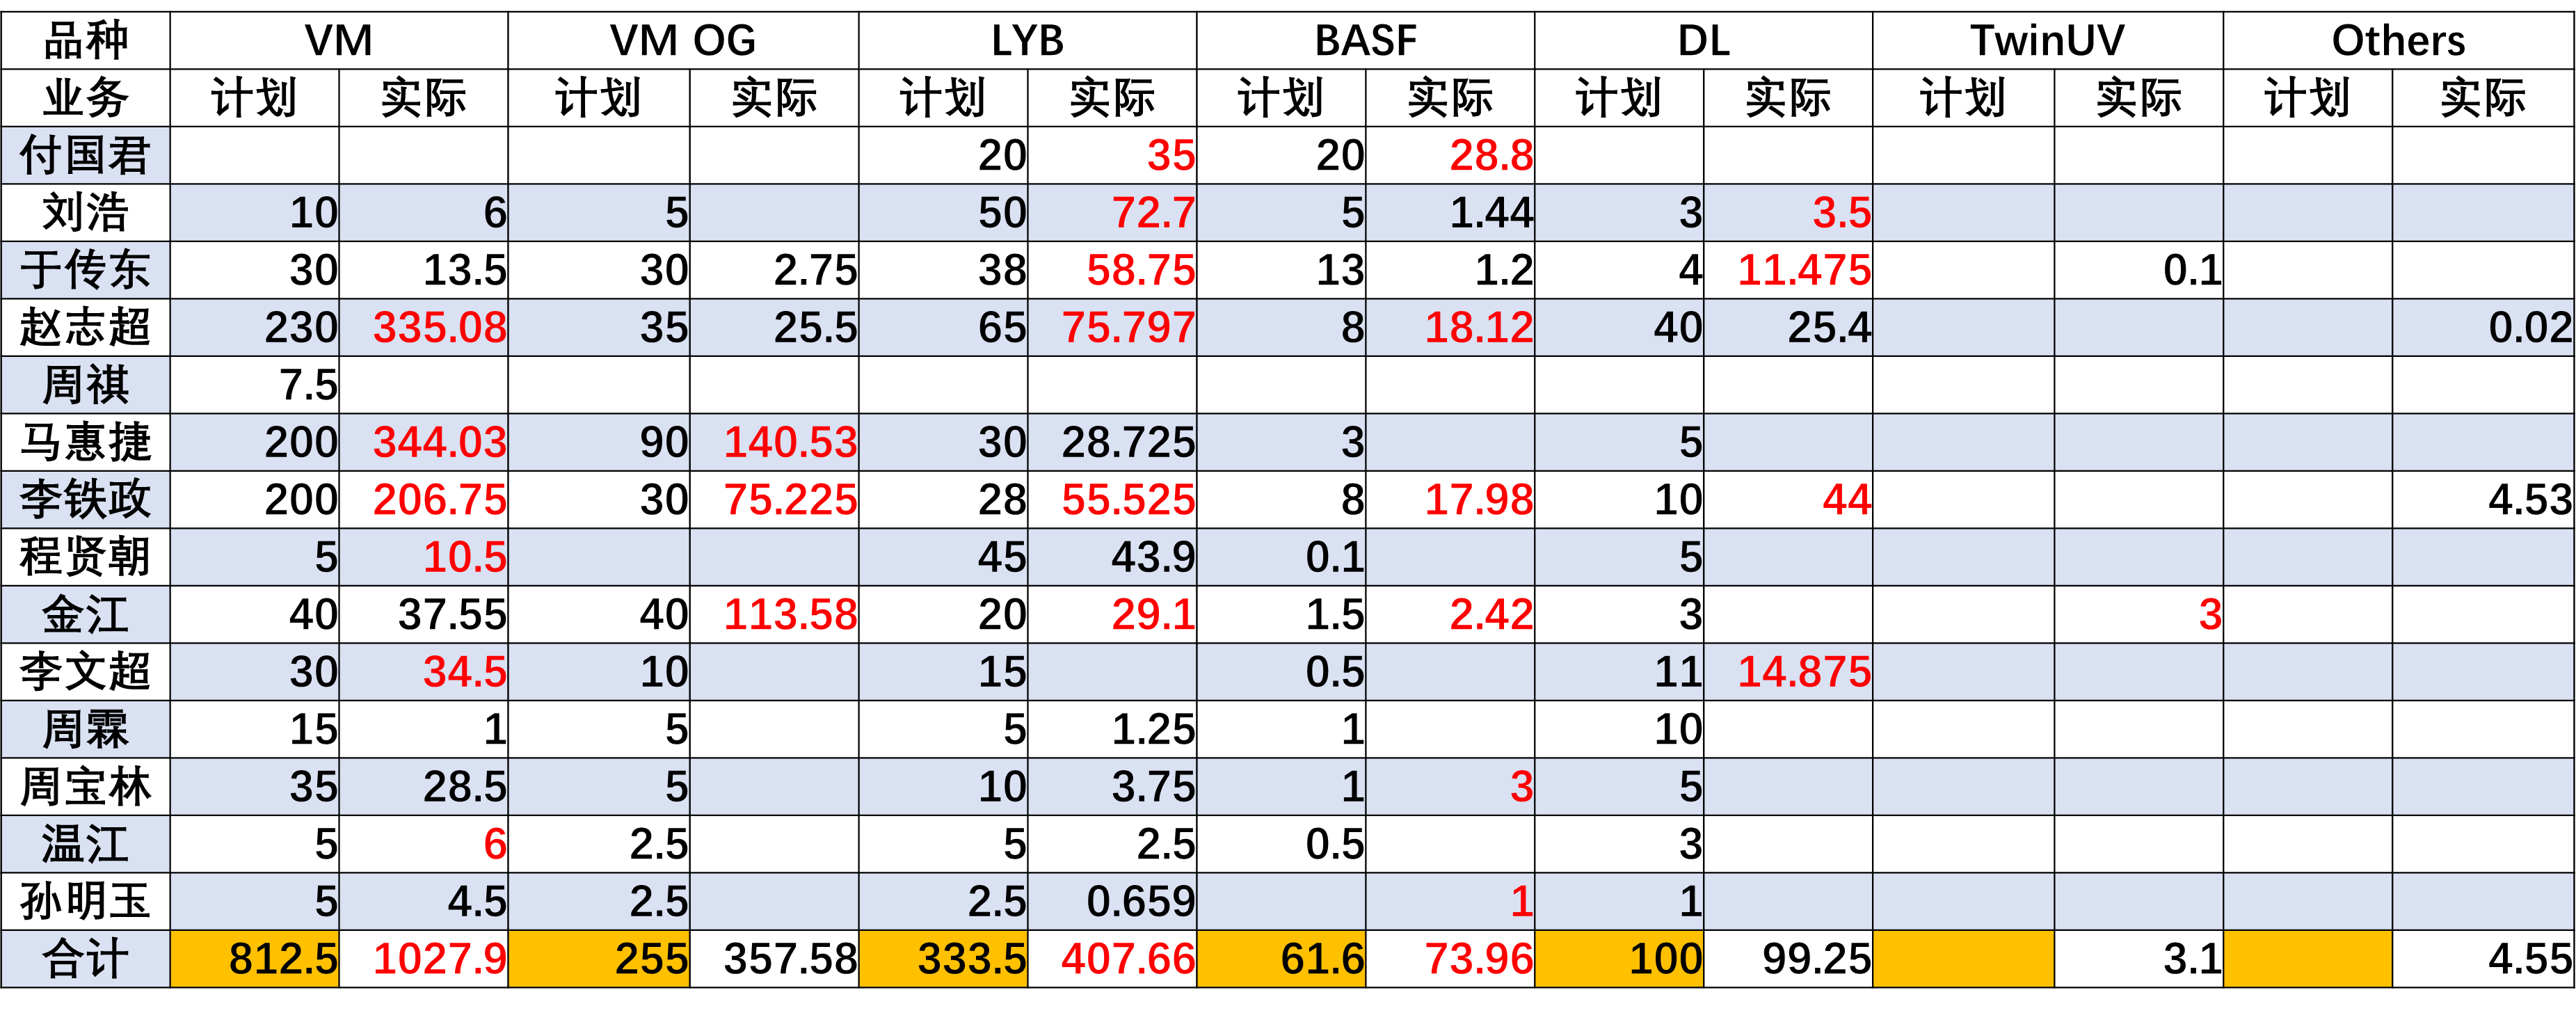 品种 VM VM OG LYB BASF DL TwinUV Others
业务 计划 实际 计划 实际 计划 实际 计划 实际 计划 实际 计划 实际 计划 实际
付国君 20 35 20 28.8
刘浩 10 6 5 50 72.7 5 1.44 3 3.5
于传东 30 13.5 30 2.75 38 58.75 13 1.2 4 11.475 0.1
赵志超 230 335.08 35 25.5 65 75.797 8 18.12 40 25.4 0.02
周祺 7.5
马惠捷 200 344.03 90 140.53 30 28.725 3 5
李铁政 200 206.75 30 75.225 28 55.525 8 17.98 10 44 4.53
程贤朝 5 10.5 45 43.9 0.1 5
金江 40 37.55 40 113.58 20 29.1 1.5 2.42 3 3
李文超 30 34.5 10 15 0.5 11 14.875
周霖 15 1 5 5 1.25 1 10
周宝林 35 28.5 5 10 3.75 1 3 5
温江 5 6 2.5 5 2.5 0.5 3
孙明玉 5 4.5 2.5 2.5 0.659 1 1
合计 812.5 1027.9 255 357.58 333.5 407.66 61.6 73.96 100 99.25 3.1 4.55